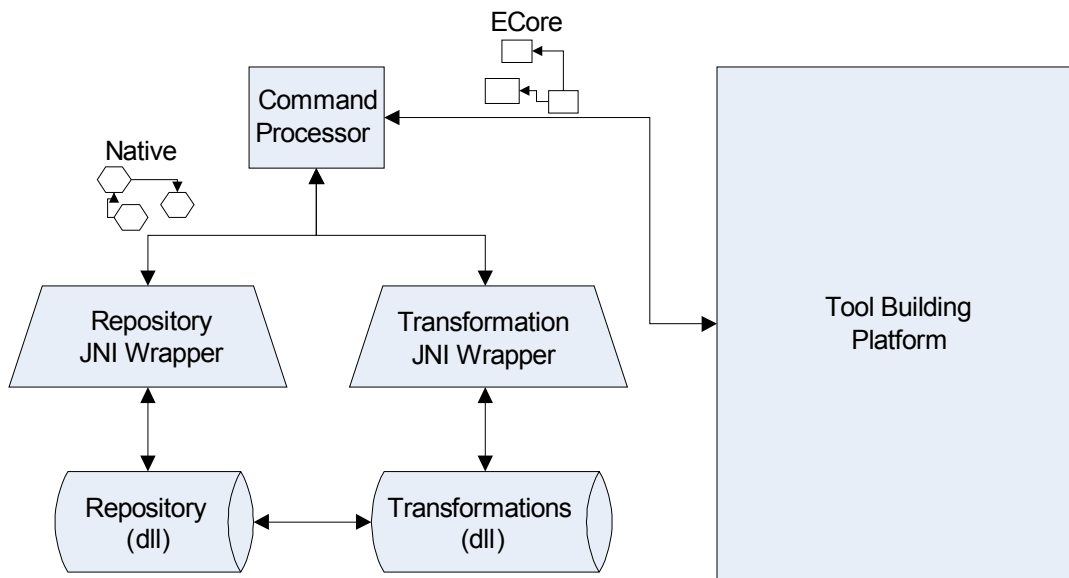 ECore
Command
Processor
Native
Repository
JNI Wrapper
Transformation
JNI Wrapper
Tool Building
Platform
Repository
(dll)
Transformations
(dll)